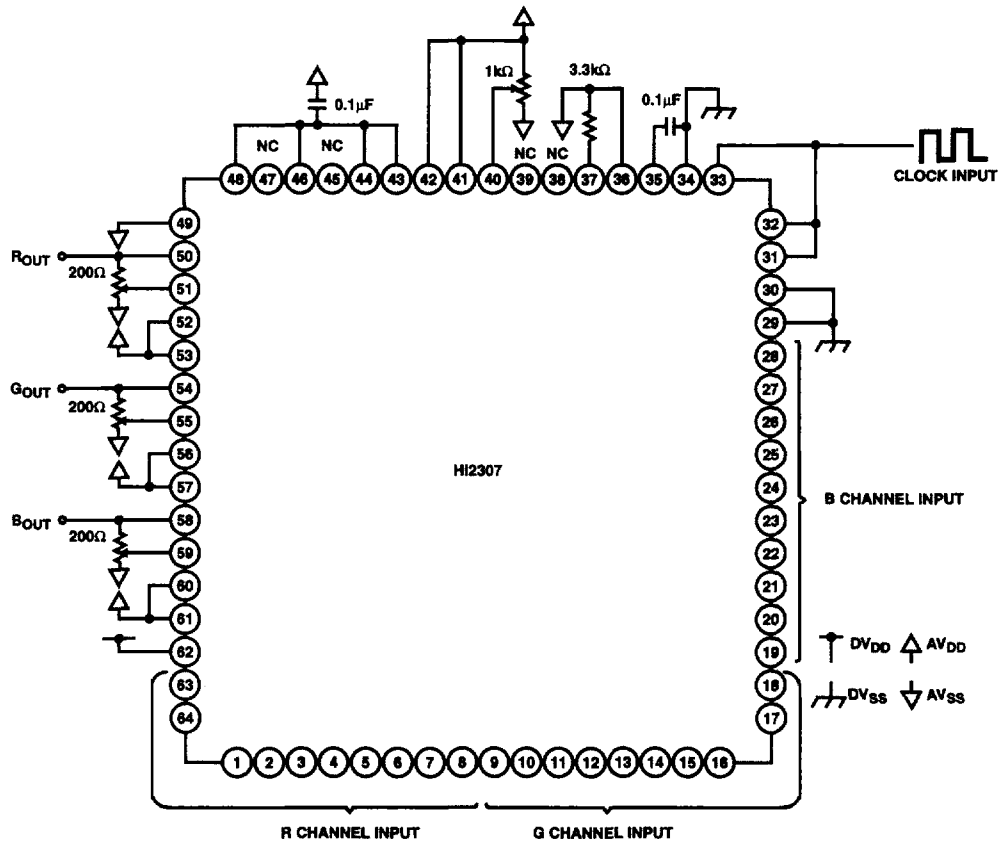 1kΩ 3.3kΩ
0.1μF 0.1μF
NC NC NC NC
CLOCK INPUT
48 47 46 45 44 43 42 41 40 39 38 37 36 35 34 33
49 32
ROUT 50 31
200Ω 51 30
52 29
53 28
GOUT 54 27
200Ω 55 26
56 25
57 24
HI2307
B CHANNEL INPUT
BOUT 58 23
200Ω 59 22
60 21
61 20
62 19
DVDD AVDD
63 18
DVSS AVSS
64 17
1 2 3 4 5 6 7 8 9 10 11 12 13 14 15 16
R CHANNEL INPUT G CHANNEL INPUT